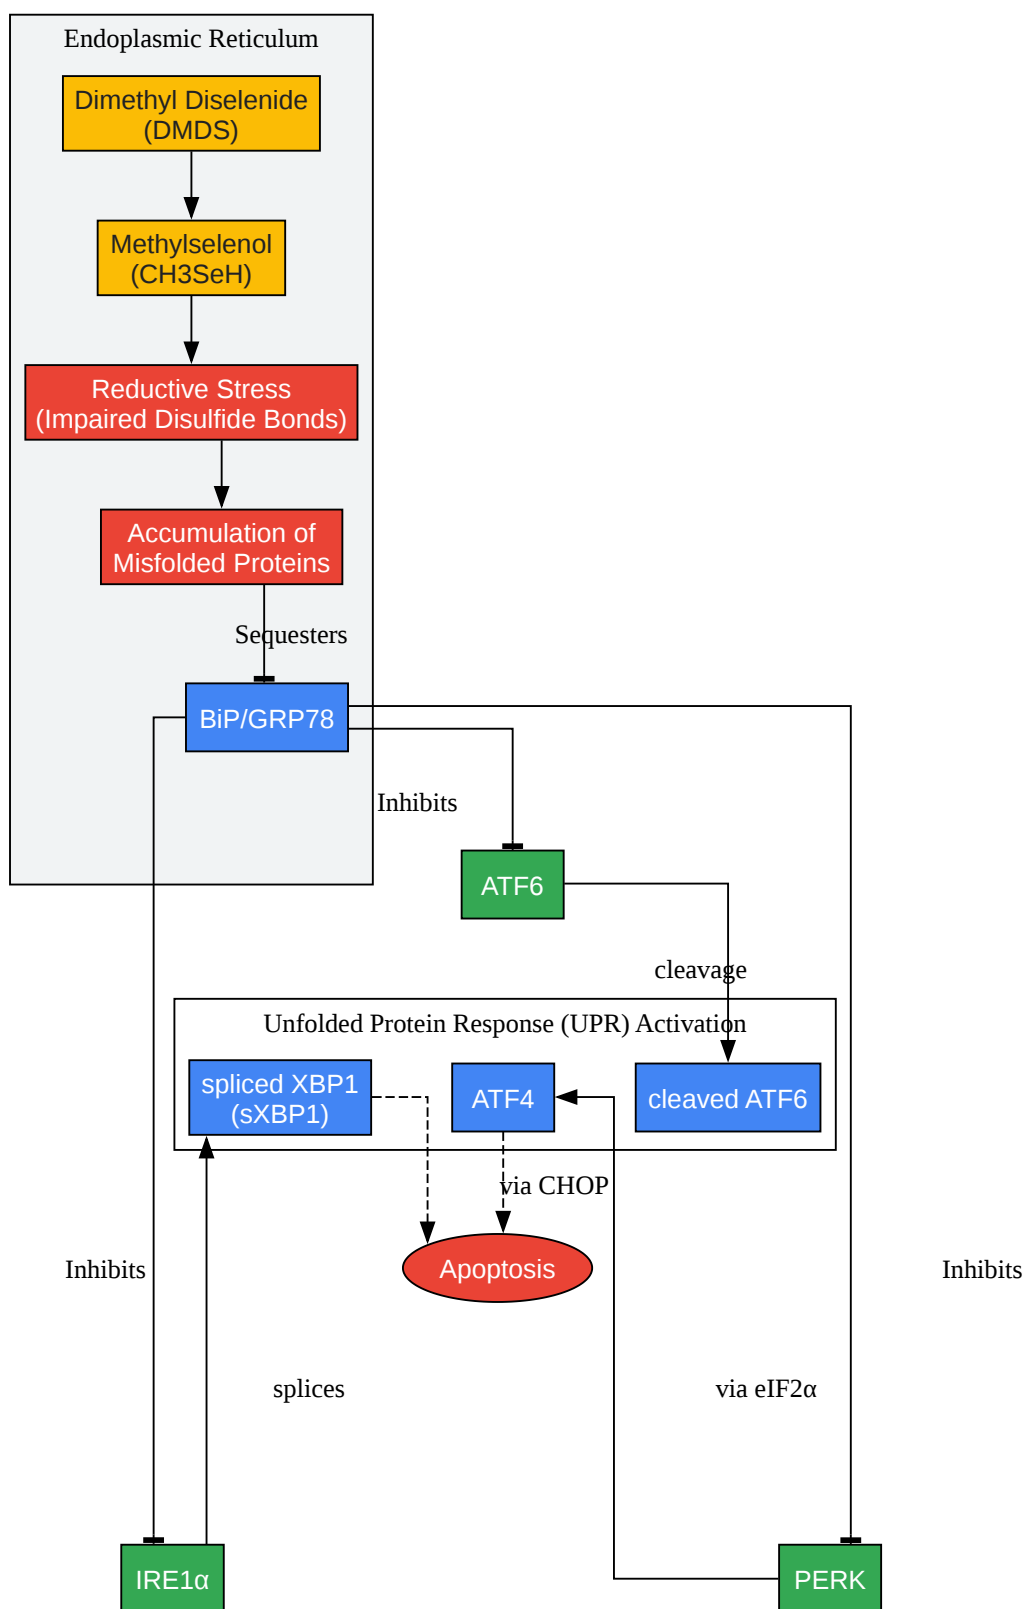 Endoplasmic Reticulum
Dimethyl Diselenide
(DMDS)
Methylselenol
(CH3SeH)
Reductive Stress
(Impaired Disulfide Bonds)
Accumulation of
Misfolded Proteins
Sequesters
BiP/GRP78
Inhibits
ATF6
cleavage
Unfolded Protein Response (UPR) Activation
spliced XBP1
(sXBP1)
ATF4
cleaved ATF6
via CHOP
Apoptosis
Inhibits
Inhibits
splices
via eIF2α
IRE1α
PERK